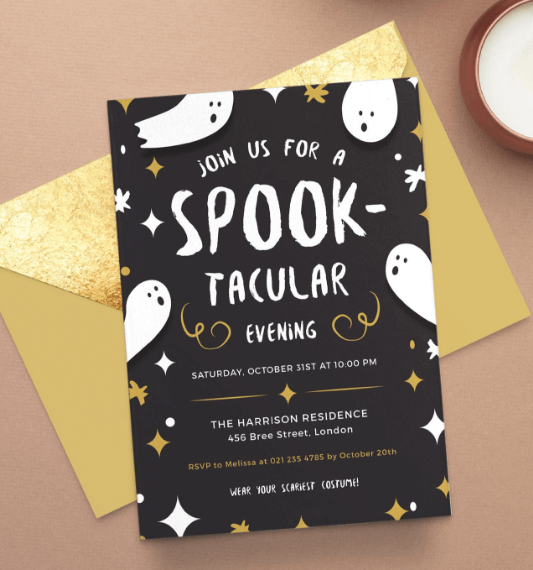 JOIN US FOR A
SPOOK-
TACULAR
EVENING
SATURDAY, OCTOBER 31ST AT 10:00 PM
THE HARRISON RESIDENCE
456 Bree Street, London
RSVP to Melissa at 021 235 4785 by October 20th
WEAR YOUR SCARIEST COSTUME!